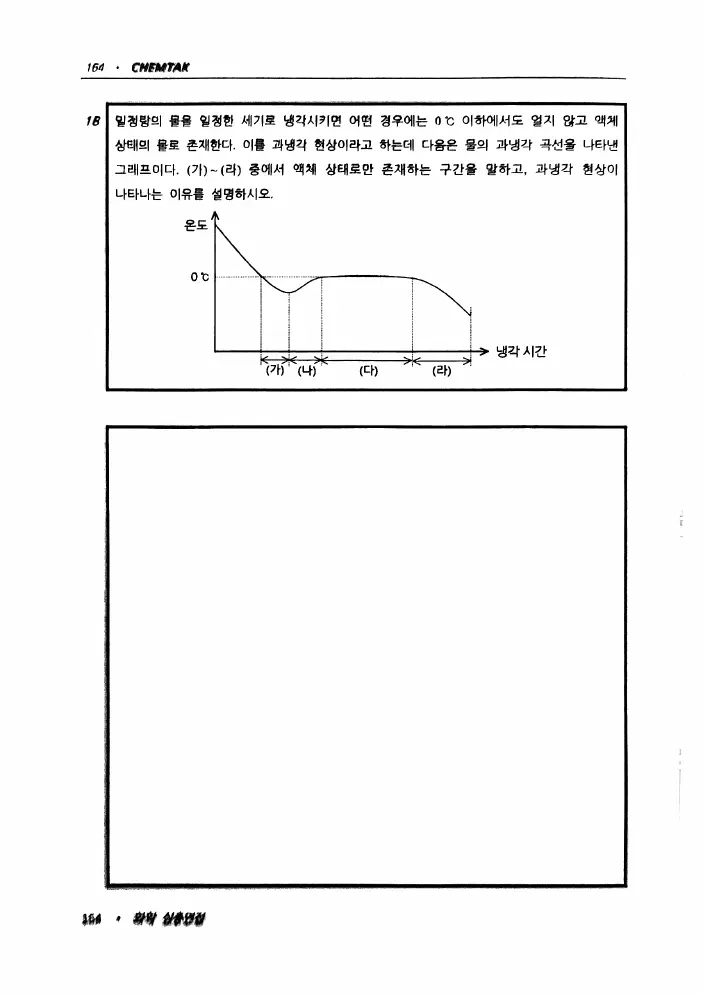 164 · CHEMTAK
18 일정량의 물을 일정한 세기로 냉각시키면 어떤 경우에는 0℃ 이하에서도 얼지 않고 액체
상태의 물로 존재한다. 이를 과냉각 현상이라고 하는데 다음은 물의 과냉각 곡선을 나타낸
그래프이다. (가)~(라) 중에서 액체 상태로만 존재하는 구간을 말하고, 과냉각 현상이
나타나는 이유를 설명하시오.
온도
0℃
냉각 시간
(가) (나) (다) (라)
164 · 화학 심층면접